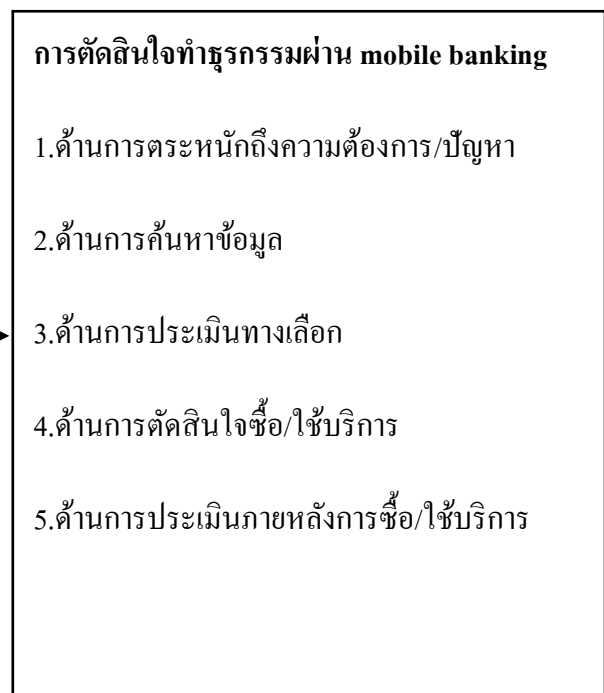 การตัดสินใจทำธุรกรรมผ่าน mobile banking
1.ด้านการตระหนักถึงความต้องการ/ปัญหา
2.ด้านการค้นหาข้อมูล
3.ด้านการประเมินทางเลือก
4.ด้านการตัดสินใจซื้อ/ใช้บริการ
5.ด้านการประเมินภายหลังการซื้อ/ใช้บริการ